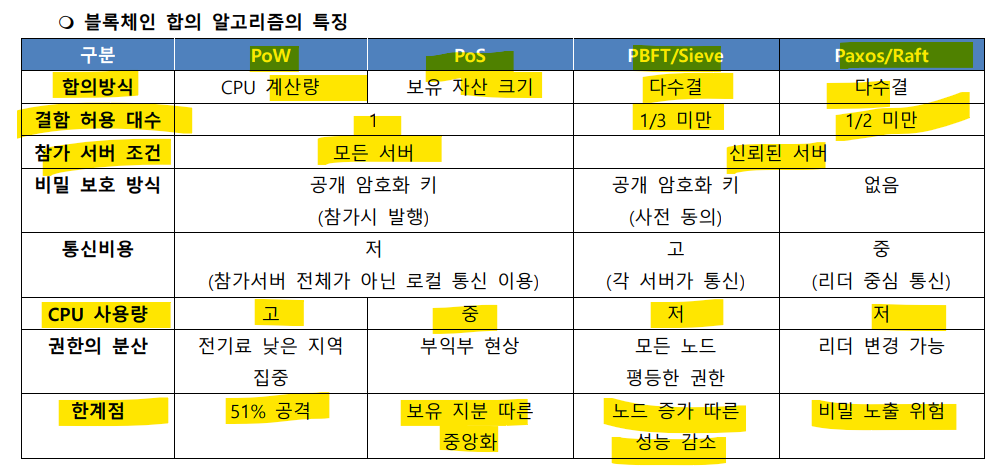 ❍ 블록체인 합의 알고리즘의 특징
구분 PoW PoS PBFT/Sieve Paxos/Raft
합의방식 CPU 계산량 보유 자산 크기 다수결 다수결
결함 허용 대수 1 1/3 미만 1/2 미만
참가 서버 조건 모든 서버 신뢰된 서버
비밀 보호 방식 공개 암호화 키 공개 암호화 키 없음
(참가시 발행) (사전 동의)
통신비용 저 고 중
(참가서버 전체가 아닌 로컬 통신 이용) (각 서버가 통신) (리더 중심 통신)
CPU 사용량 고 중 저 저
권한의 분산 전기료 낮은 지역 부익부 현상 모든 노드 리더 변경 가능
집중 평등한 권한
한계점 51% 공격 보유 지분 따른 노드 증가 따른 비밀 노출 위험
중앙화 성능 감소